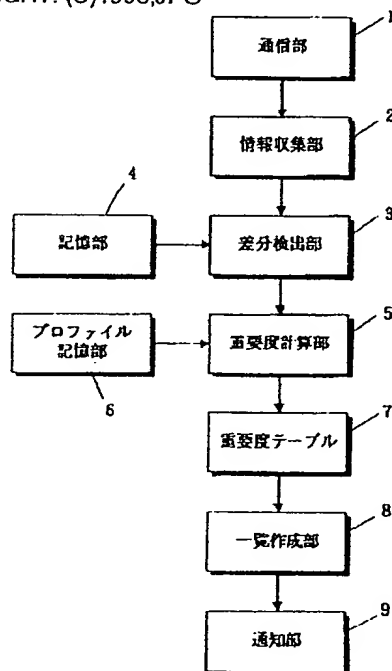 (C)1998,JPO
1
通信部
2
情報収集部
4
3
記憶部
差分検出部
5
プロファイル
記憶部
重要度計算部
6
7
重要度テーブル
8
一覧作成部
9
通知部